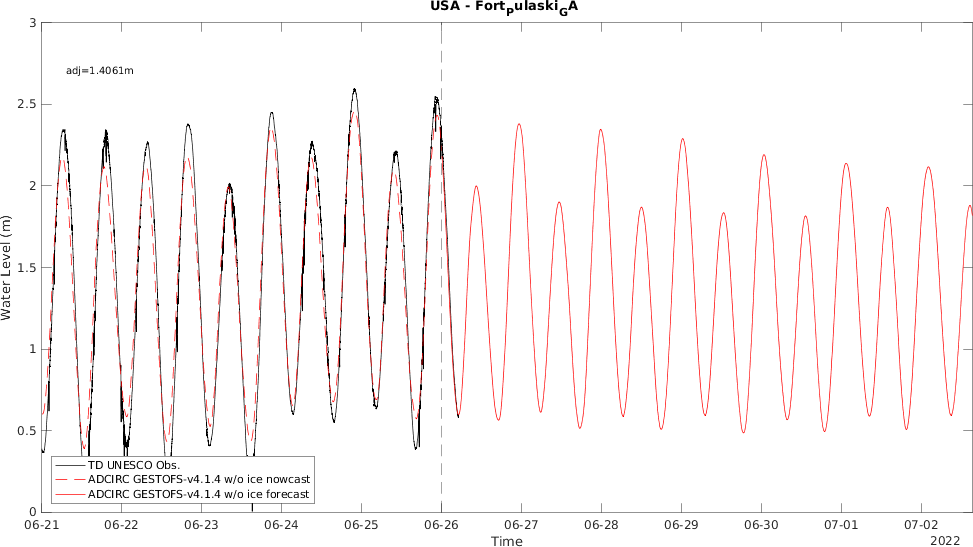 USA - FortPulaskiGA
adj=1.4061m
3
2.5
2
1.5
1
0.5
0
Water Level (m)
TD UNESCO Obs.
ADCIRC GESTOFS-v4.1.4 w/o ice nowcast
ADCIRC GESTOFS-v4.1.4 w/o ice forecast
06-21 06-22 06-23 06-24 06-25 06-26 06-27 06-28 06-29 06-30 07-01 07-02
Time
2022